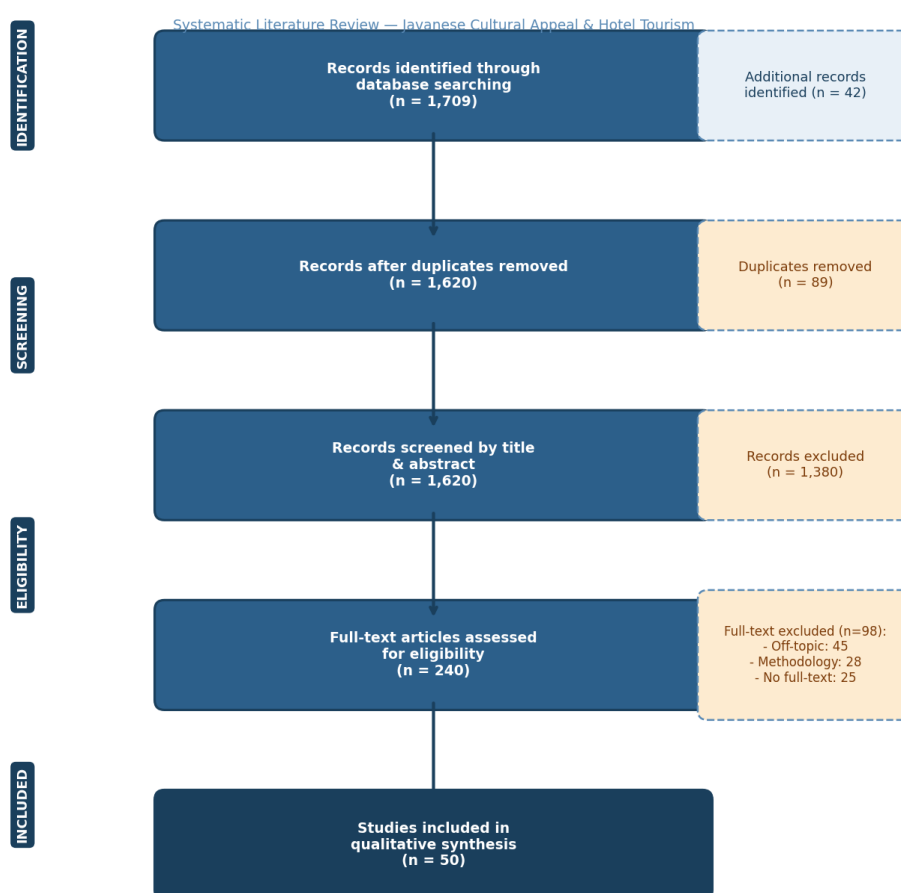 Systematic Literature Review — Javanese Cultural Appeal & Hotel Tourism
IDENTIFICATION
Records identified through
database searching
(n = 1,709)
Additional records
identified (n = 42)
SCREENING
Records after duplicates removed
(n = 1,620)
Duplicates removed
(n = 89)
Records screened by title
& abstract
(n = 1,620)
Records excluded
(n = 1,380)
ELIGIBILITY
Full-text articles assessed
for eligibility
(n = 240)
Full-text excluded (n=98):
- Off-topic: 45
- Methodology: 28
- No full-text: 25
INCLUDED
Studies included in
qualitative synthesis
(n = 50)